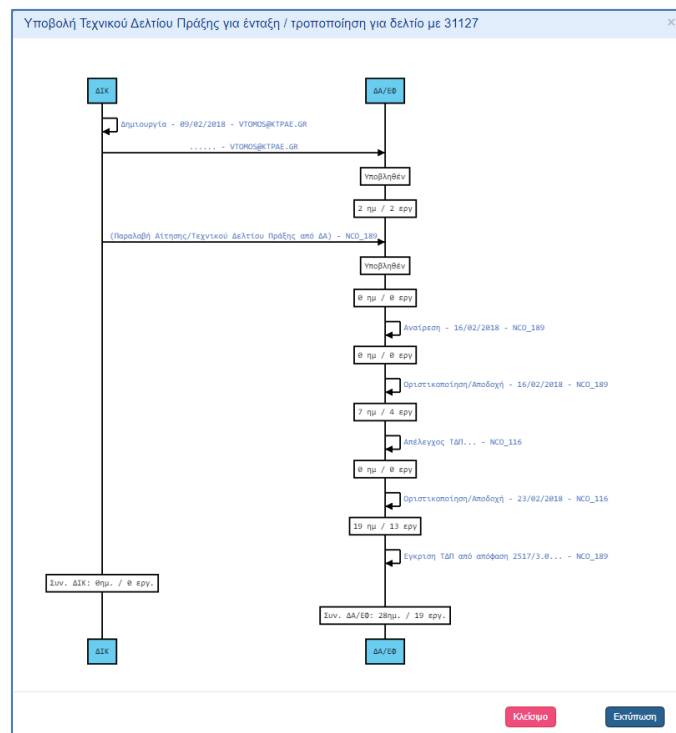 Υποβολή Τεχνικού Δελτίου Πράξης για ένταξη / τροποποίηση για δελτίο με 31127
×
ΔΙΚ
ΔΑ/ΕΦ
Δημιουργία - 09/02/2018 - VTOMOS@KTPAE.GR
...... - VTOMOS@KTPAE.GR
Υποβληθέν
2 ημ / 2 εργ
(Παραλαβή Αίτησης/Τεχνικού Δελτίου Πράξης από ΔΑ) - NCO_189
Υποβληθέν
0 ημ / 0 εργ
Αναίρεση - 16/02/2018 - NCO_189
0 ημ / 0 εργ
Οριστικοποίηση/Αποδοχή - 16/02/2018 - NCO_189
7 ημ / 4 εργ
Απέλεγχος ΤΔΠ... - NCO_116
0 ημ / 0 εργ
Οριστικοποίηση/Αποδοχή - 23/02/2018 - NCO_116
19 ημ / 13 εργ
Εγκριση ΤΔΠ από απόφαση 2517/3.0... - NCO_189
Συν. ΔΙΚ: 0ημ. / 0 εργ.
Συν. ΔΑ/ΕΦ: 28ημ. / 19 εργ.
ΔΙΚ
ΔΑ/ΕΦ
Κλείσιμο
Εκτύπωση